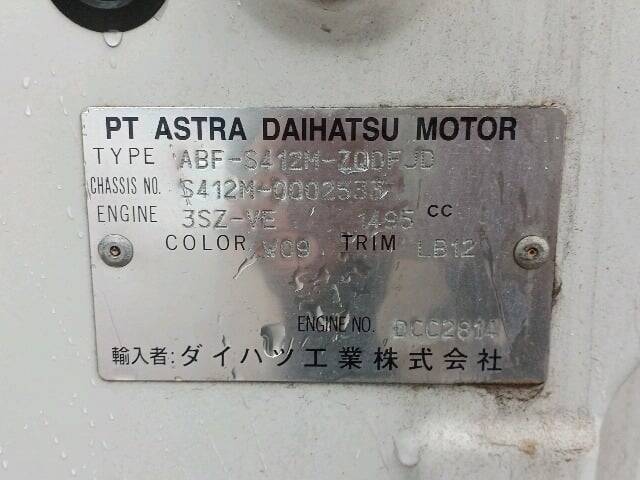 PT ASTRA DAIHATSU MOTOR
TYPE ABF-S412M-ZQDFJD
CHASSIS NO. S412M-0002535
ENGINE 3SZ-VE 1495 CC
COLOR W09 TRIM LB12
ENGINE NO. DCC2814
輸入者: ダイハツ工業株式会社